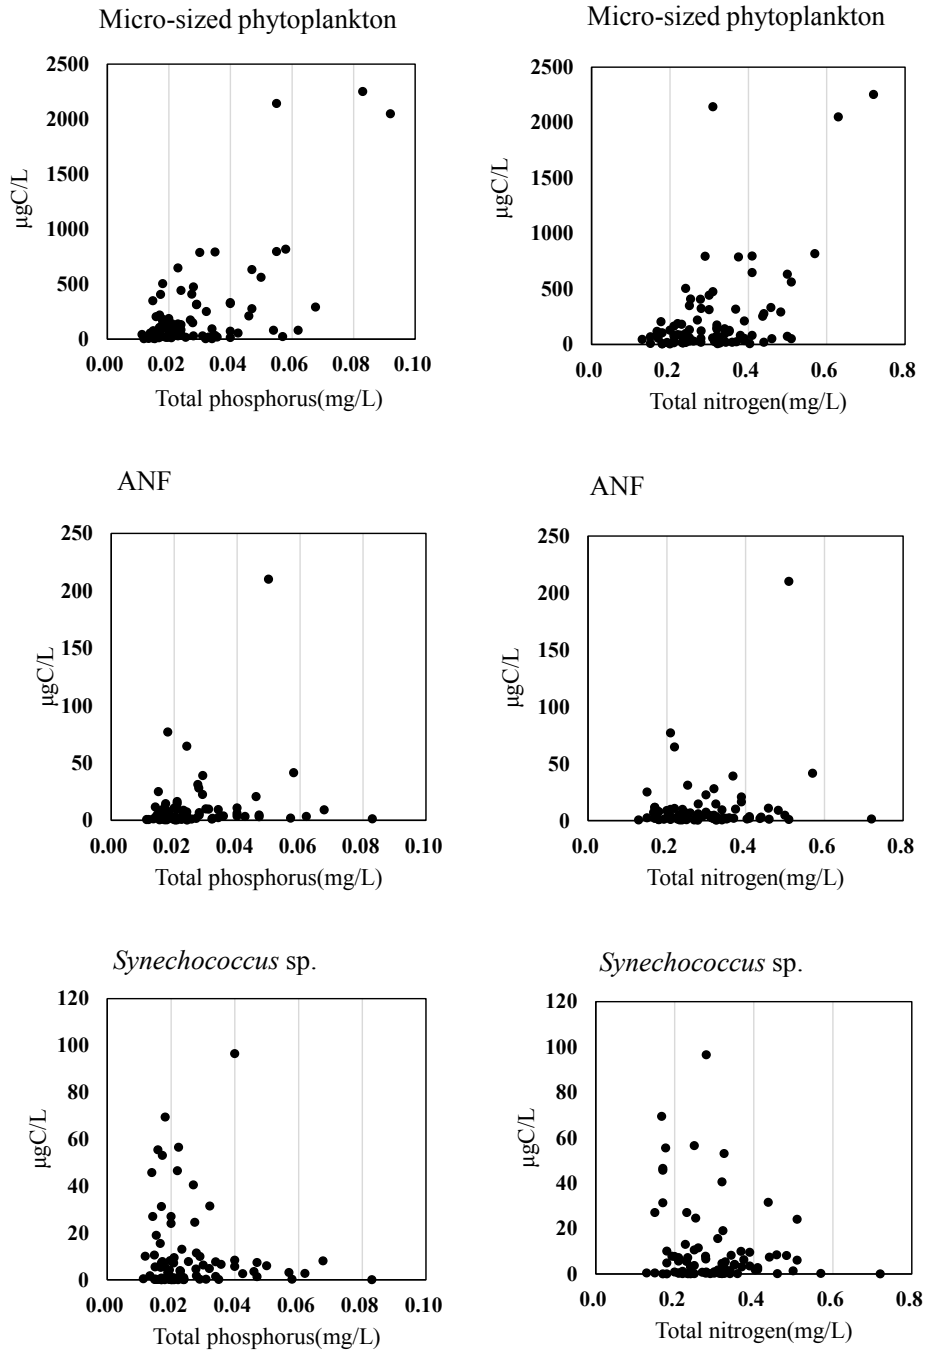 Micro-sized phytoplankton
2500
2000
1500
1000
500
0
µgC/L
0.00 0.02 0.04 0.06 0.08 0.10
Total phosphorus(mg/L)
Micro-sized phytoplankton
2500
2000
1500
1000
500
0
µgC/L
0.0 0.2 0.4 0.6 0.8
Total nitrogen(mg/L)
ANF
250
200
150
100
50
0
µgC/L
0.00 0.02 0.04 0.06 0.08 0.10
Total phosphorus(mg/L)
ANF
250
200
150
100
50
0
µgC/L
0.0 0.2 0.4 0.6 0.8
Total nitrogen(mg/L)
Synechococcus sp.
120
100
80
60
40
20
0
µgC/L
0.00 0.02 0.04 0.06 0.08 0.10
Total phosphorus(mg/L)
Synechococcus sp.
120
100
80
60
40
20
0
µgC/L
0.0 0.2 0.4 0.6 0.8
Total nitrogen(mg/L)